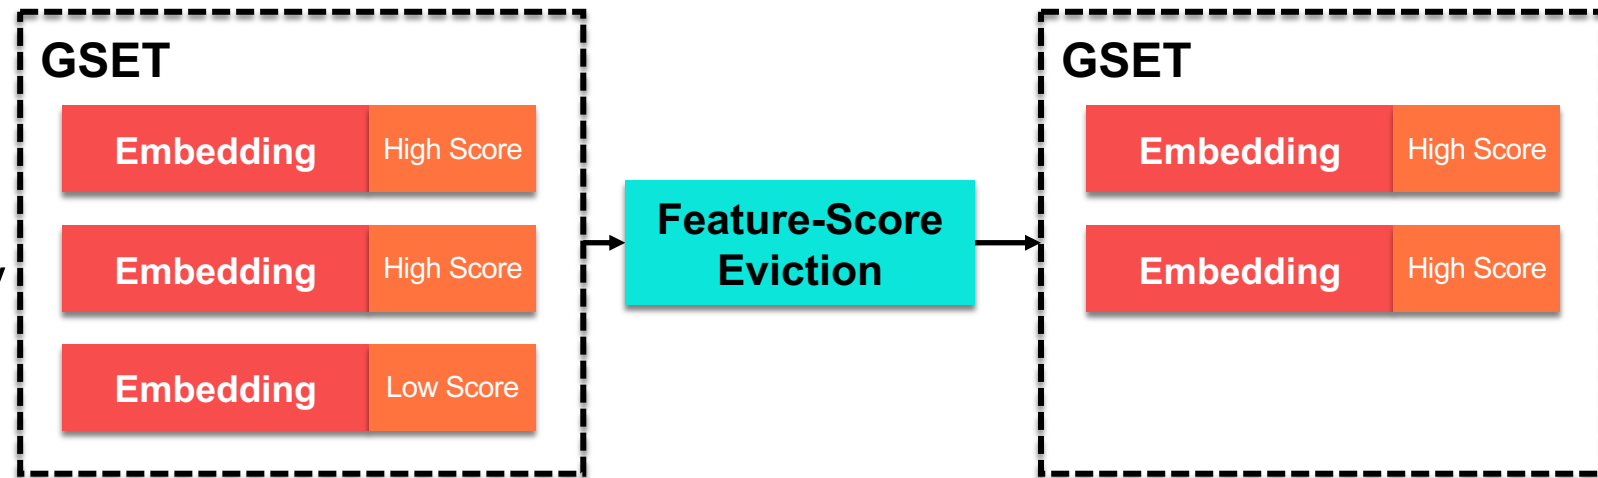 GSET
Embedding High Score
Embedding High Score
Embedding Low Score
Feature-Score
Eviction
GSET
Embedding High Score
Embedding High Score